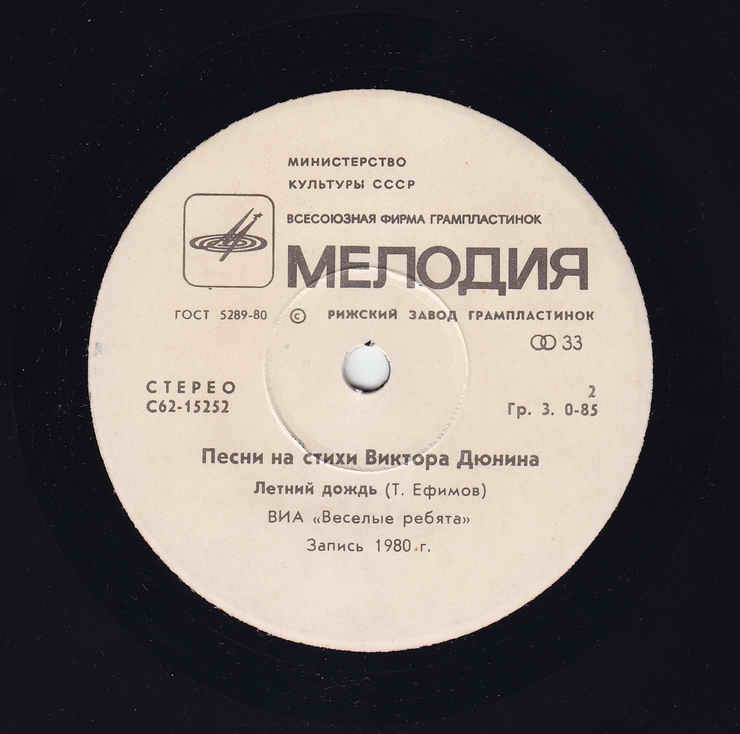 МИНИСТЕРСТВО
КУЛЬТУРЫ СССР
ВСЕСОЮЗНАЯ ФИРМА ГРАМПЛАСТИНОК
МЕЛОДИЯ
ГОСТ 5289-80 © РИЖСКИЙ ЗАВОД ГРАМПЛАСТИНОК
33
СТЕРЕО 2
С62-15252 Гр. 3. 0-85
Песни на стихи Виктора Дюнина
Летний дождь (Т. Ефимов)
ВИА «Веселые ребята»
Запись 1980 г.